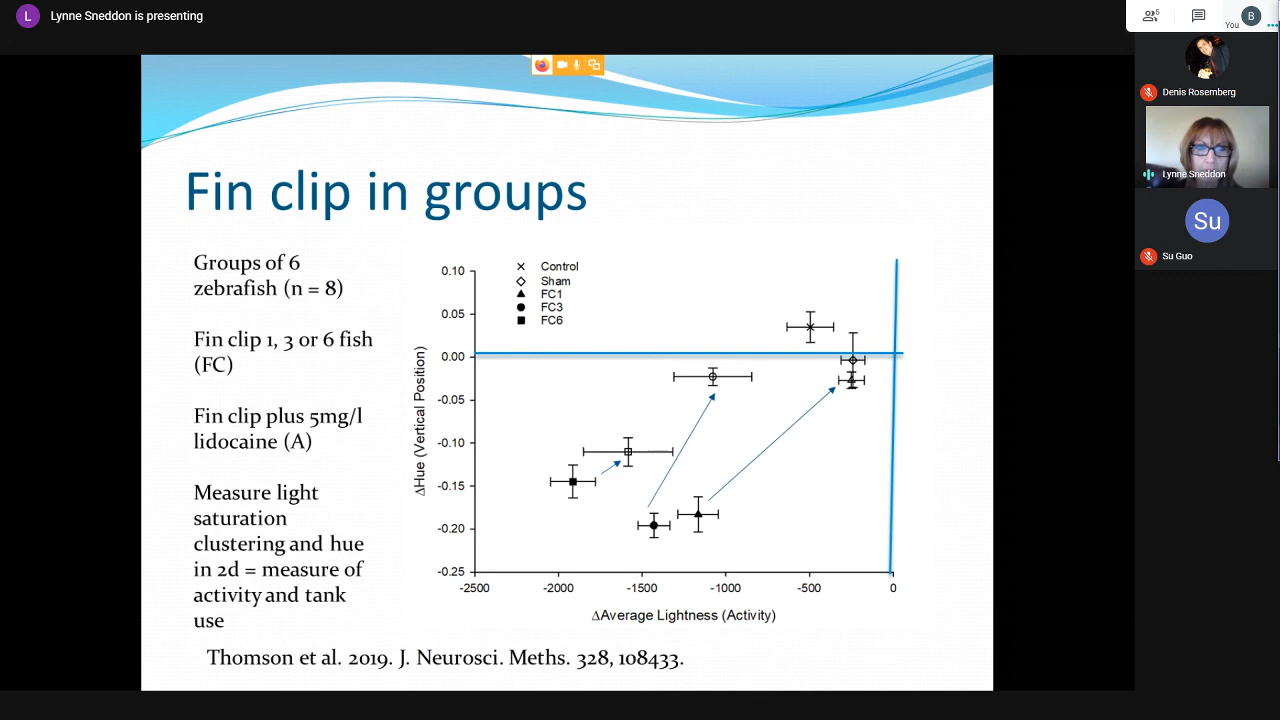 L Lynne Sneddon is presenting
5
You B
Denis Rosemberg
Lynne Sneddon
Su
Su Guo
Fin clip in groups
Groups of 6
zebrafish (n = 8)
Fin clip 1, 3 or 6 fish
(FC)
Fin clip plus 5mg/l
lidocaine (A)
Measure light
saturation
clustering and hue
in 2d = measure of
activity and tank
use
Control
Sham
FC1
FC3
FC6
0.10
0.05
0.00
-0.05
-0.10
-0.15
-0.20
-0.25
ΔHue (Vertical Position)
-2500 -2000 -1500 -1000 -500 0
ΔAverage Lightness (Activity)
Thomson et al. 2019. J. Neurosci. Meths. 328, 108433.